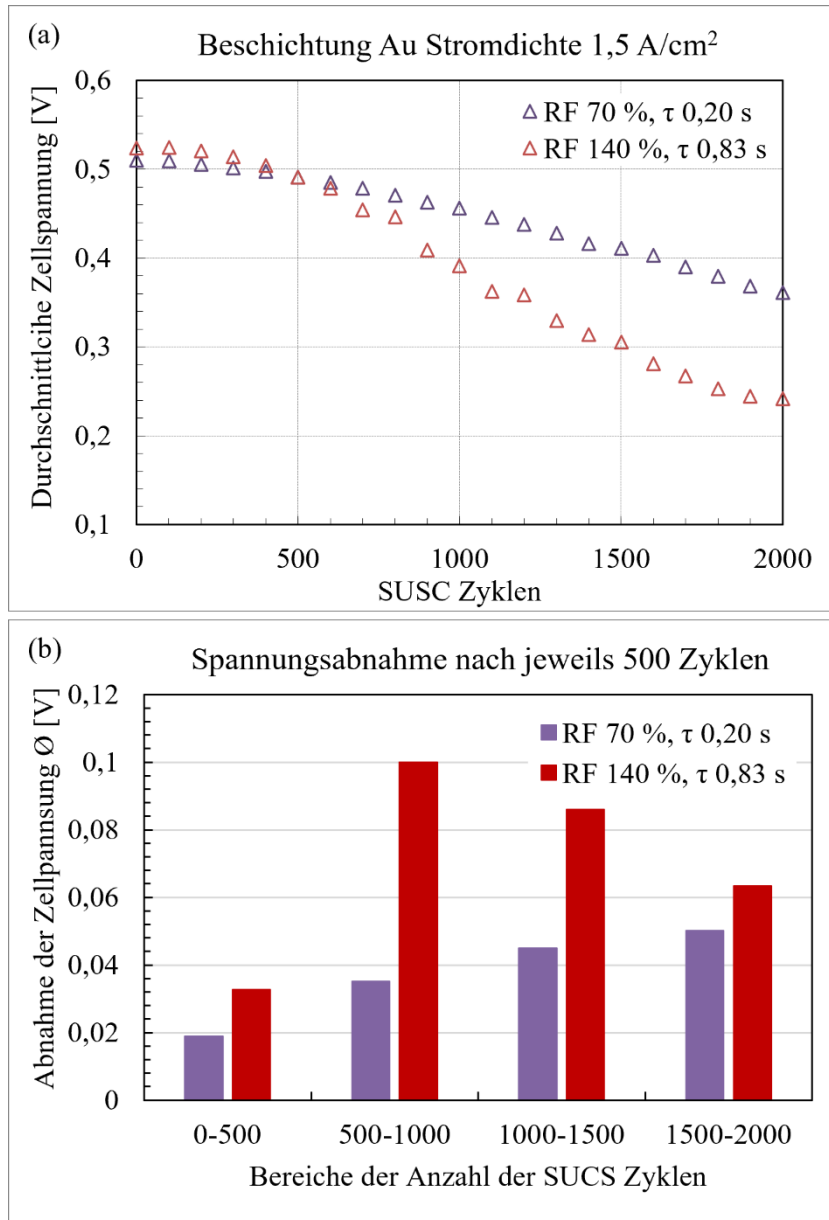 (a)
Beschichtung Au Stromdichte 1,5 A/cm²
Durchschnittlcihe Zellspannung [V]
0,6
0,5
0,4
0,3
0,2
0,1
RF 70 %, τ 0,20 s
RF 140 %, τ 0,83 s
0 500 1000 1500 2000
SUSC Zyklen
(b)
Spannungsabnahme nach jeweils 500 Zyklen
Abnahme der Zellpannsung Ø [V]
0,12
0,1
0,08
0,06
0,04
0,02
0
RF 70 %, τ 0,20 s
RF 140 %, τ 0,83 s
0-500 500-1000 1000-1500 1500-2000
Bereiche der Anzahl der SUCS Zyklen